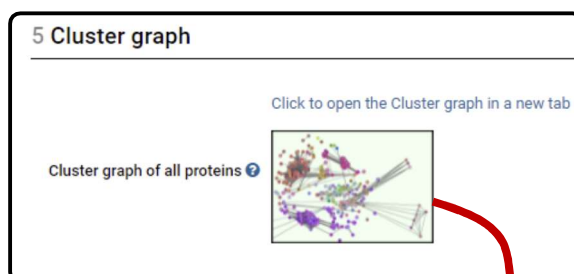 5 Cluster graph
Click to open the Cluster graph in a new tab
Cluster graph of all proteins ?